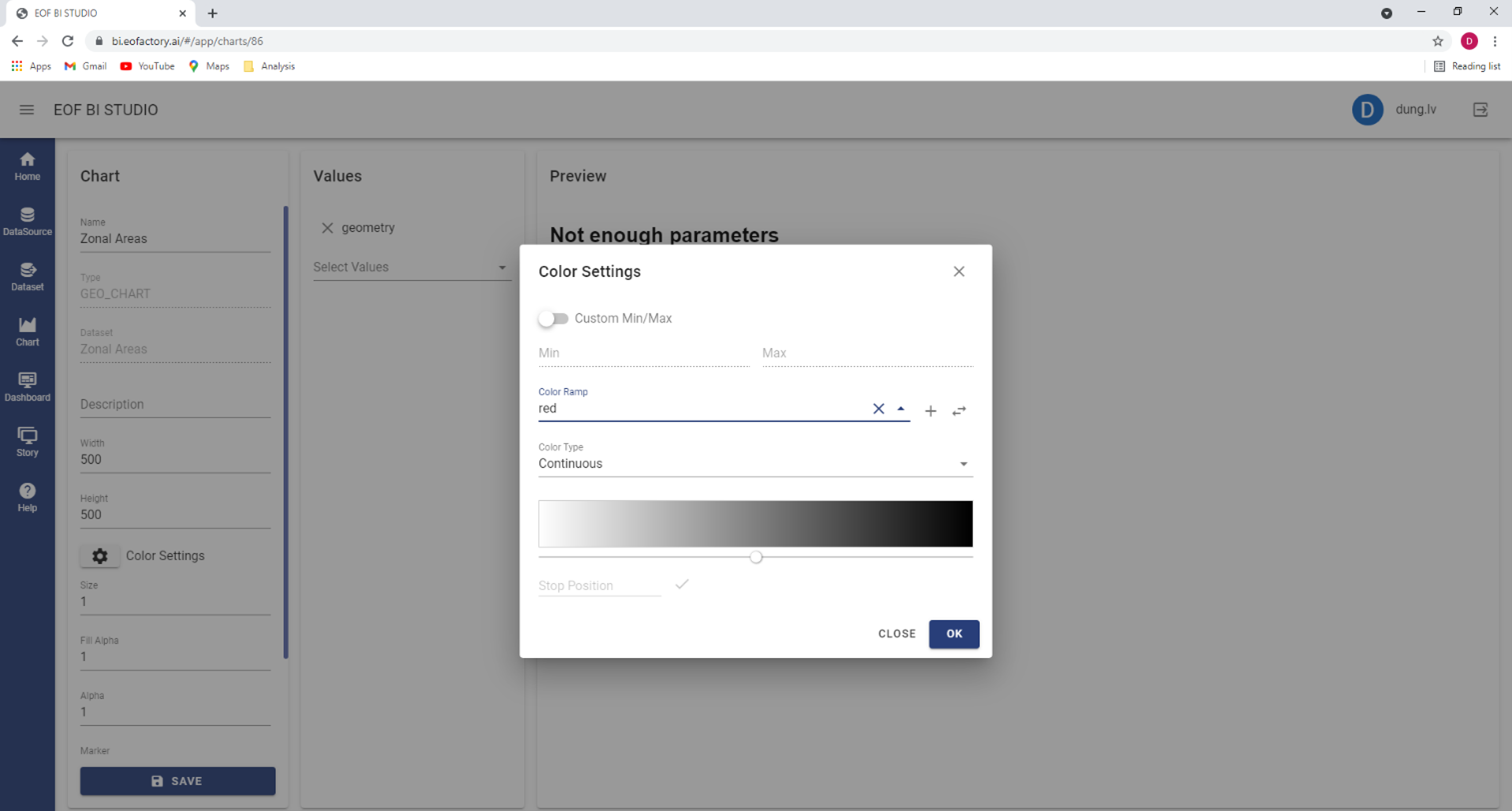 EOF BI STUDIO
bi.eofactory.ai/#/app/charts/86
D
Apps
Gmail
YouTube
Maps
Analysis
Reading list
EOF BI STUDIO
D
dung.lv
Home
DataSource
Dataset
Chart
Dashboard
Story
?
Help
Chart
Name
Zonal Areas
Type
GEO_CHART
Dataset
Zonal Areas
Description
Width
500
Height
500
Color Settings
Size
1
Fill Alpha
1
Alpha
1
Marker
SAVE
Values
geometry
Select Values
Preview
Not enough parameters
Color Settings
Custom Min/Max
Min
Max
Color Ramp
red
Color Type
Continuous
Stop Position
CLOSE
OK